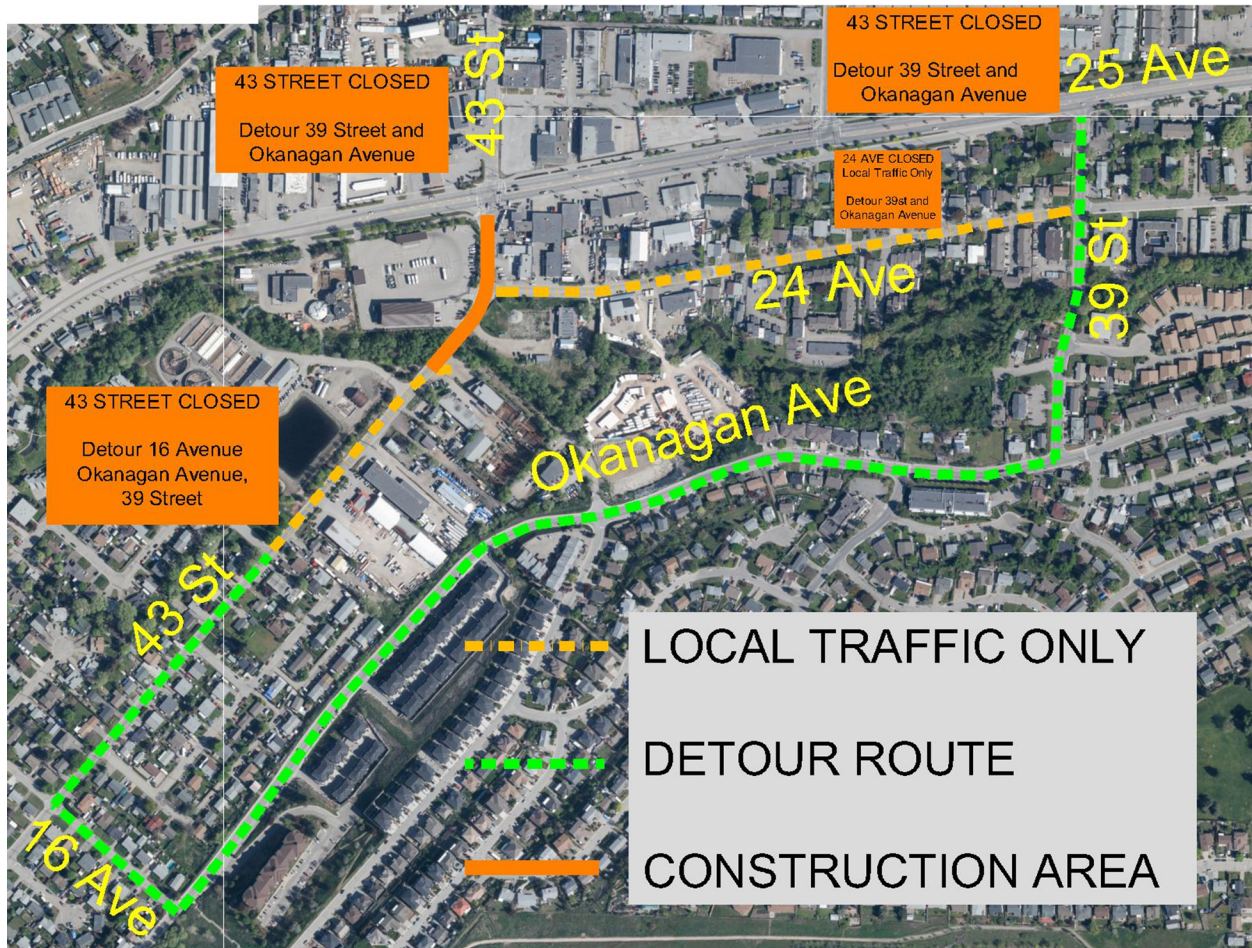 43 STREET CLOSED
Detour 39 Street and
Okanagan Avenue
43 St
43 STREET CLOSED
Detour 39 Street and
Okanagan Avenue
25 Ave
24 AVE CLOSED
Local Traffic Only
Detour 39st and
Okanagan Avenue
24 Ave
39 St
43 STREET CLOSED
Detour 16 Avenue
Okanagan Avenue,
39 Street
Okanagan Ave
43 St
16 Ave
LOCAL TRAFFIC ONLY
DETOUR ROUTE
CONSTRUCTION AREA